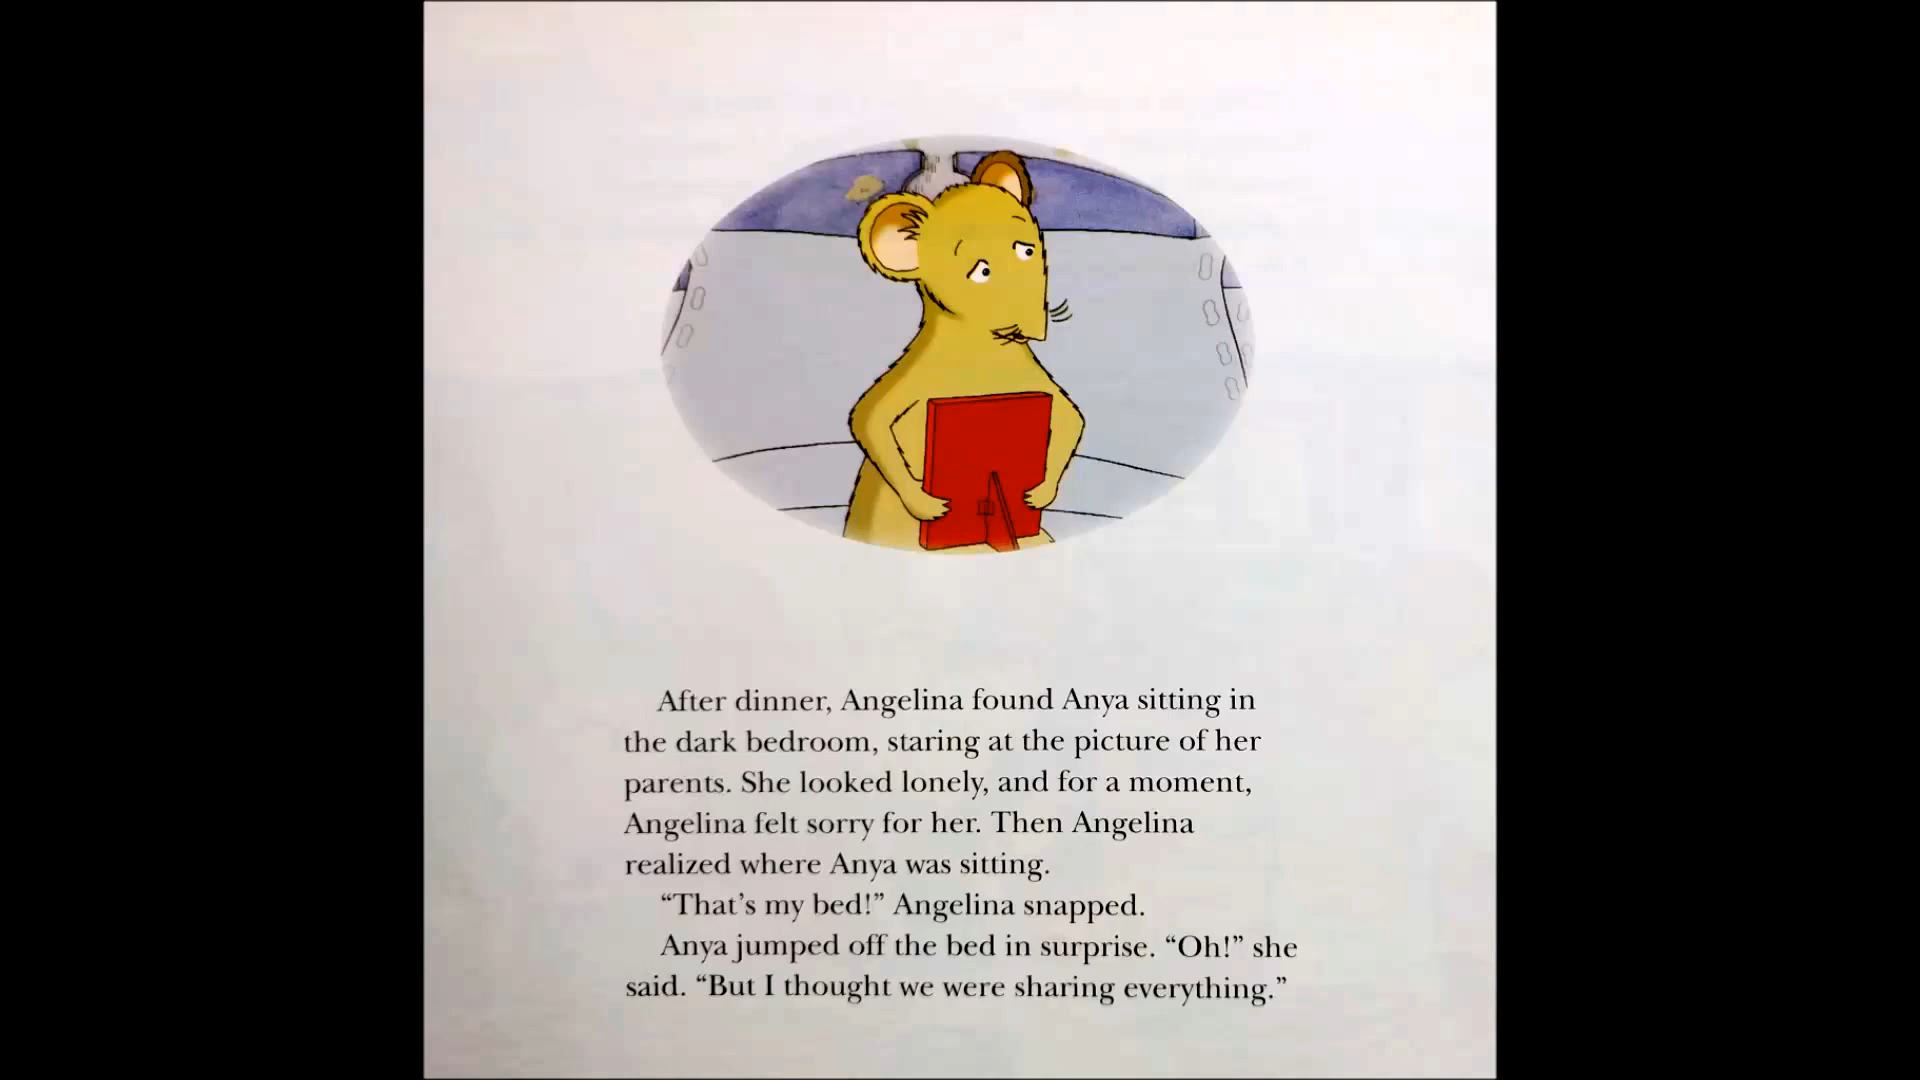 After dinner, Angelina found Anya sitting in
the dark bedroom, staring at the picture of her
parents. She looked lonely, and for a moment,
Angelina felt sorry for her. Then Angelina
realized where Anya was sitting.
“That’s my bed!” Angelina snapped.
Anya jumped off the bed in surprise. “Oh!” she
said. “But I thought we were sharing everything.”